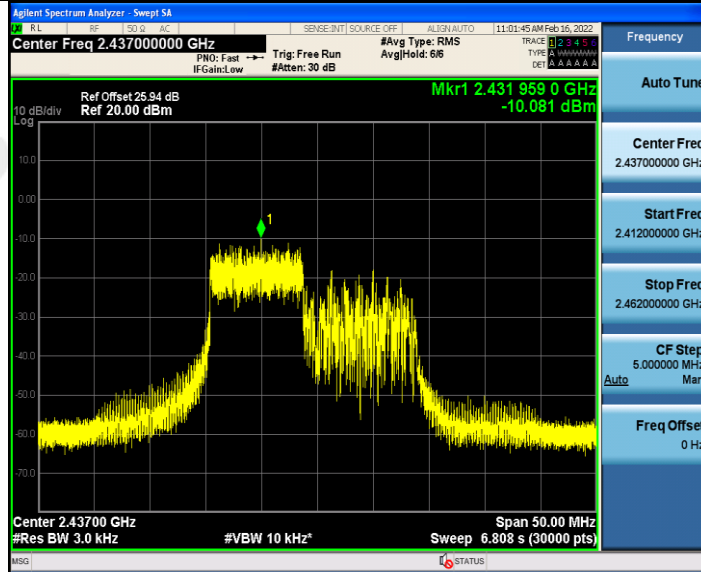 Agilent Spectrum Analyzer - Swept SA
RL RF 50 Ω AC SENSE:INT SOURCE OFF ALIGN AUTO 11:01:45 AM Feb 16, 2022
Center Freq 2.437000000 GHz
PNO: Fast
IFGain:Low
Trig: Free Run
#Atten: 30 dB
#Avg Type: RMS
Avg|Hold: 6/6
TRACE 1 2 3 4 5 6
TYPE A WWWWW
DET A A A A A A
Mkr1 2.431 959 0 GHz
-10.081 dBm
Ref Offset 25.94 dB
Ref 20.00 dBm
10 dB/div
Log
10.0
0.00
-10.0
-20.0
-30.0
-40.0
-50.0
-60.0
-70.0
1
Center 2.43700 GHz
Span 50.00 MHz
#Res BW 3.0 kHz
#VBW 10 kHz*
Sweep 6.808 s (30000 pts)
MSG
STATUS
Frequency
Auto Tune
Center Freq
2.437000000 GHz
Start Freq
2.412000000 GHz
Stop Freq
2.462000000 GHz
CF Step
5.000000 MHz
Auto Man
Freq Offset
0 Hz